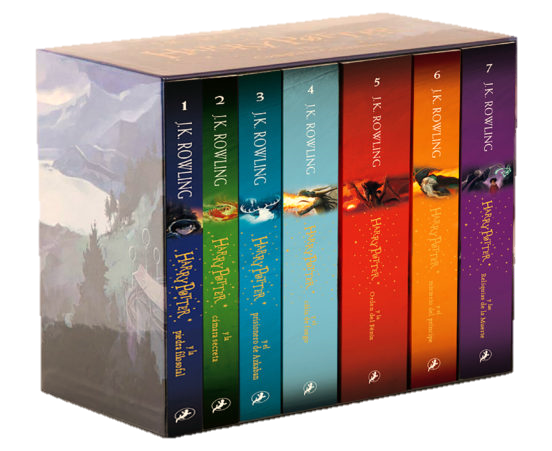 HARRY POTTER
1
J.K. ROWLING
HARRY POTTER
y la
piedra filosofal
2
J.K. ROWLING
HARRY POTTER
y la
cámara secreta
3
J.K. ROWLING
HARRY POTTER
y el
prisionero de Azkaban
4
J.K. ROWLING
HARRY POTTER
5
J.K. ROWLING
HARRY POTTER
y la
Orden del Fénix
6
J.K. ROWLING
HARRY POTTER
y el
misterio del príncipe
7
J.K. ROWLING
HARRY POTTER
y las
Reliquias de la Muerte